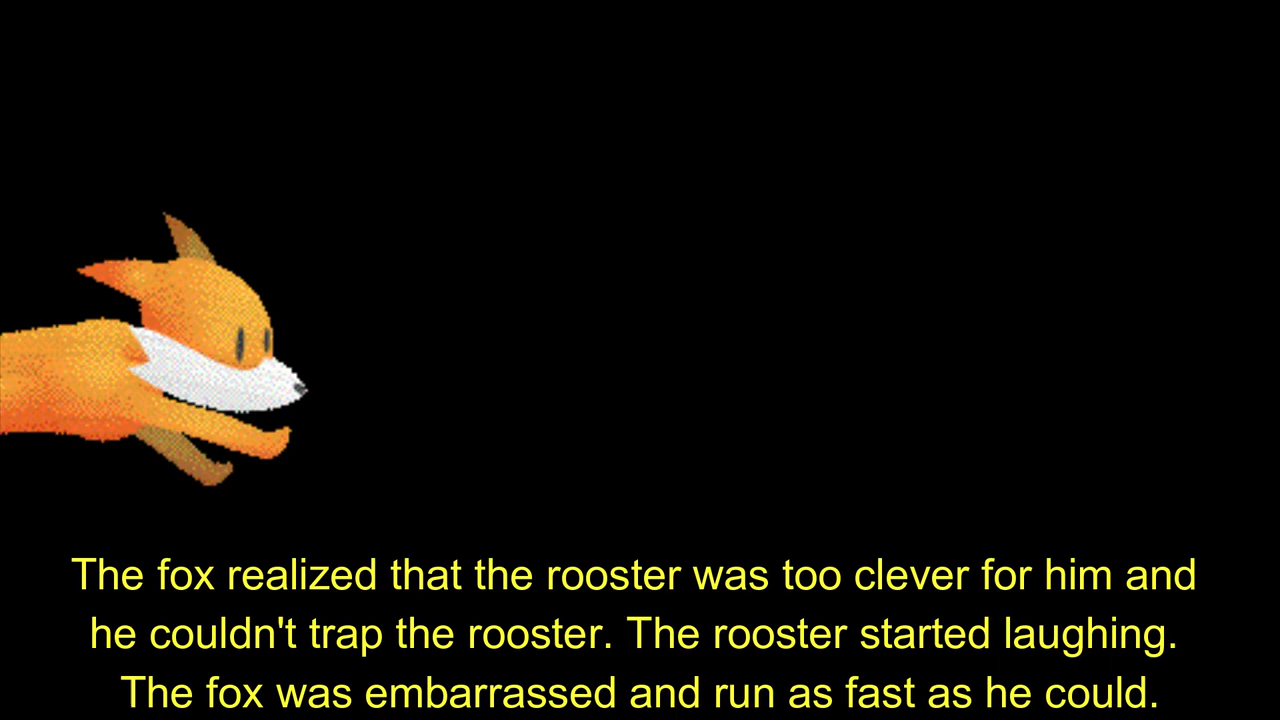 The fox realized that the rooster was too clever for him and
he couldn't trap the rooster. The rooster started laughing.
The fox was embarrassed and run as fast as he could.